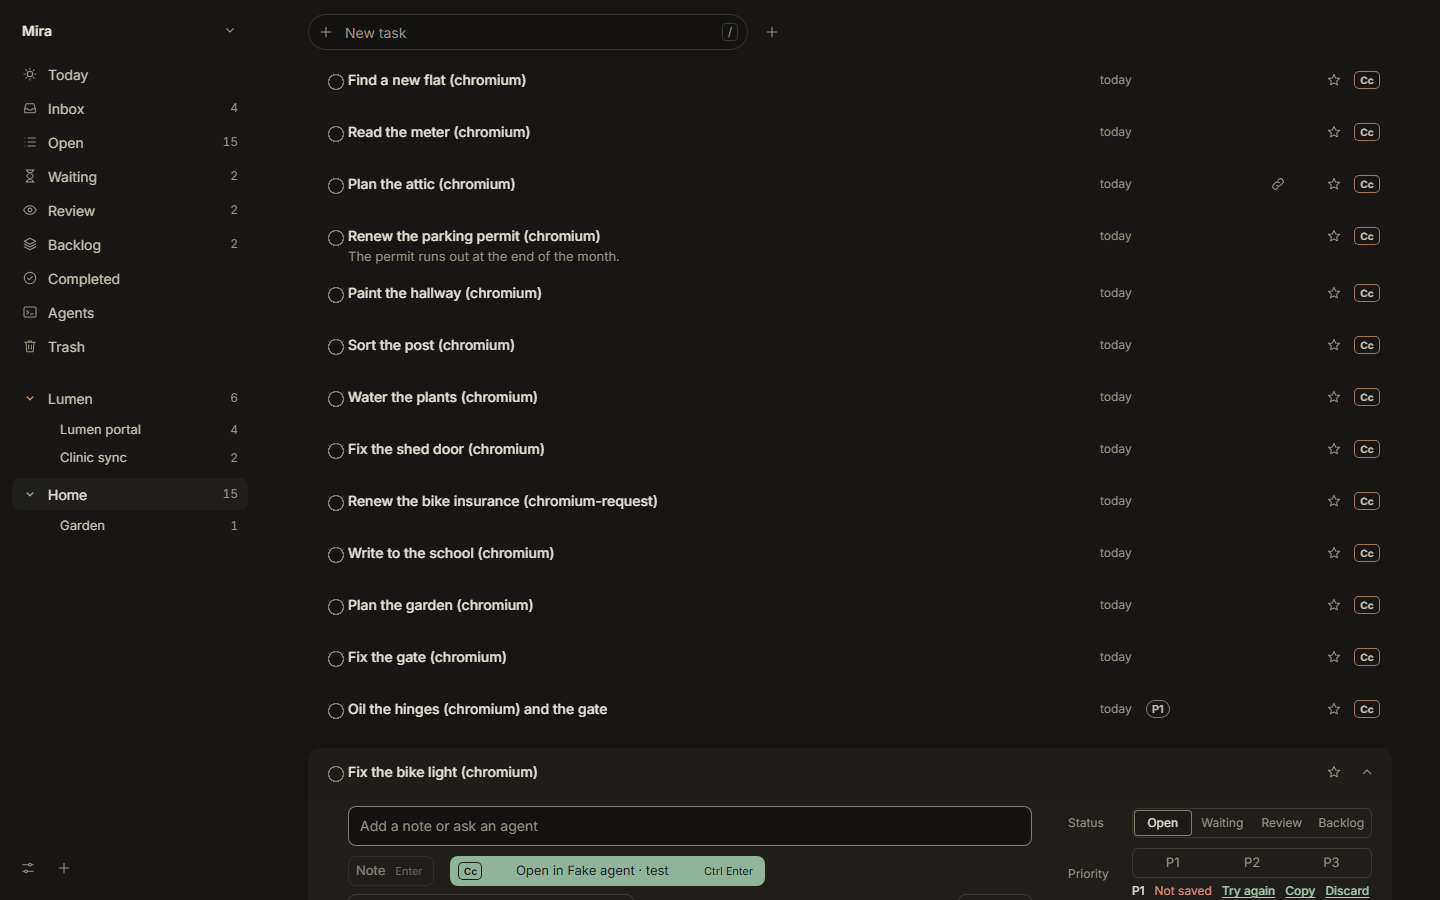 Mira
Today
Inbox 4
Open 15
Waiting 2
Review 2
Backlog 2
Completed
Agents
Trash
Lumen 6
Lumen portal 4
Clinic sync 2
Home 15
Garden 1
New task /
Find a new flat (chromium) today Cc
Read the meter (chromium) today Cc
Plan the attic (chromium) today Cc
Renew the parking permit (chromium) today Cc
The permit runs out at the end of the month.
Paint the hallway (chromium) today Cc
Sort the post (chromium) today Cc
Water the plants (chromium) today Cc
Fix the shed door (chromium) today Cc
Renew the bike insurance (chromium-request) today Cc
Write to the school (chromium) today Cc
Plan the garden (chromium) today Cc
Fix the gate (chromium) today Cc
Oil the hinges (chromium) and the gate today P1 Cc
Fix the bike light (chromium)
Add a note or ask an agent
Note Enter Cc Open in Fake agent · test Ctrl Enter
Status Open Waiting Review Backlog
Priority P1 P2 P3
P1 Not saved Try again Copy Discard